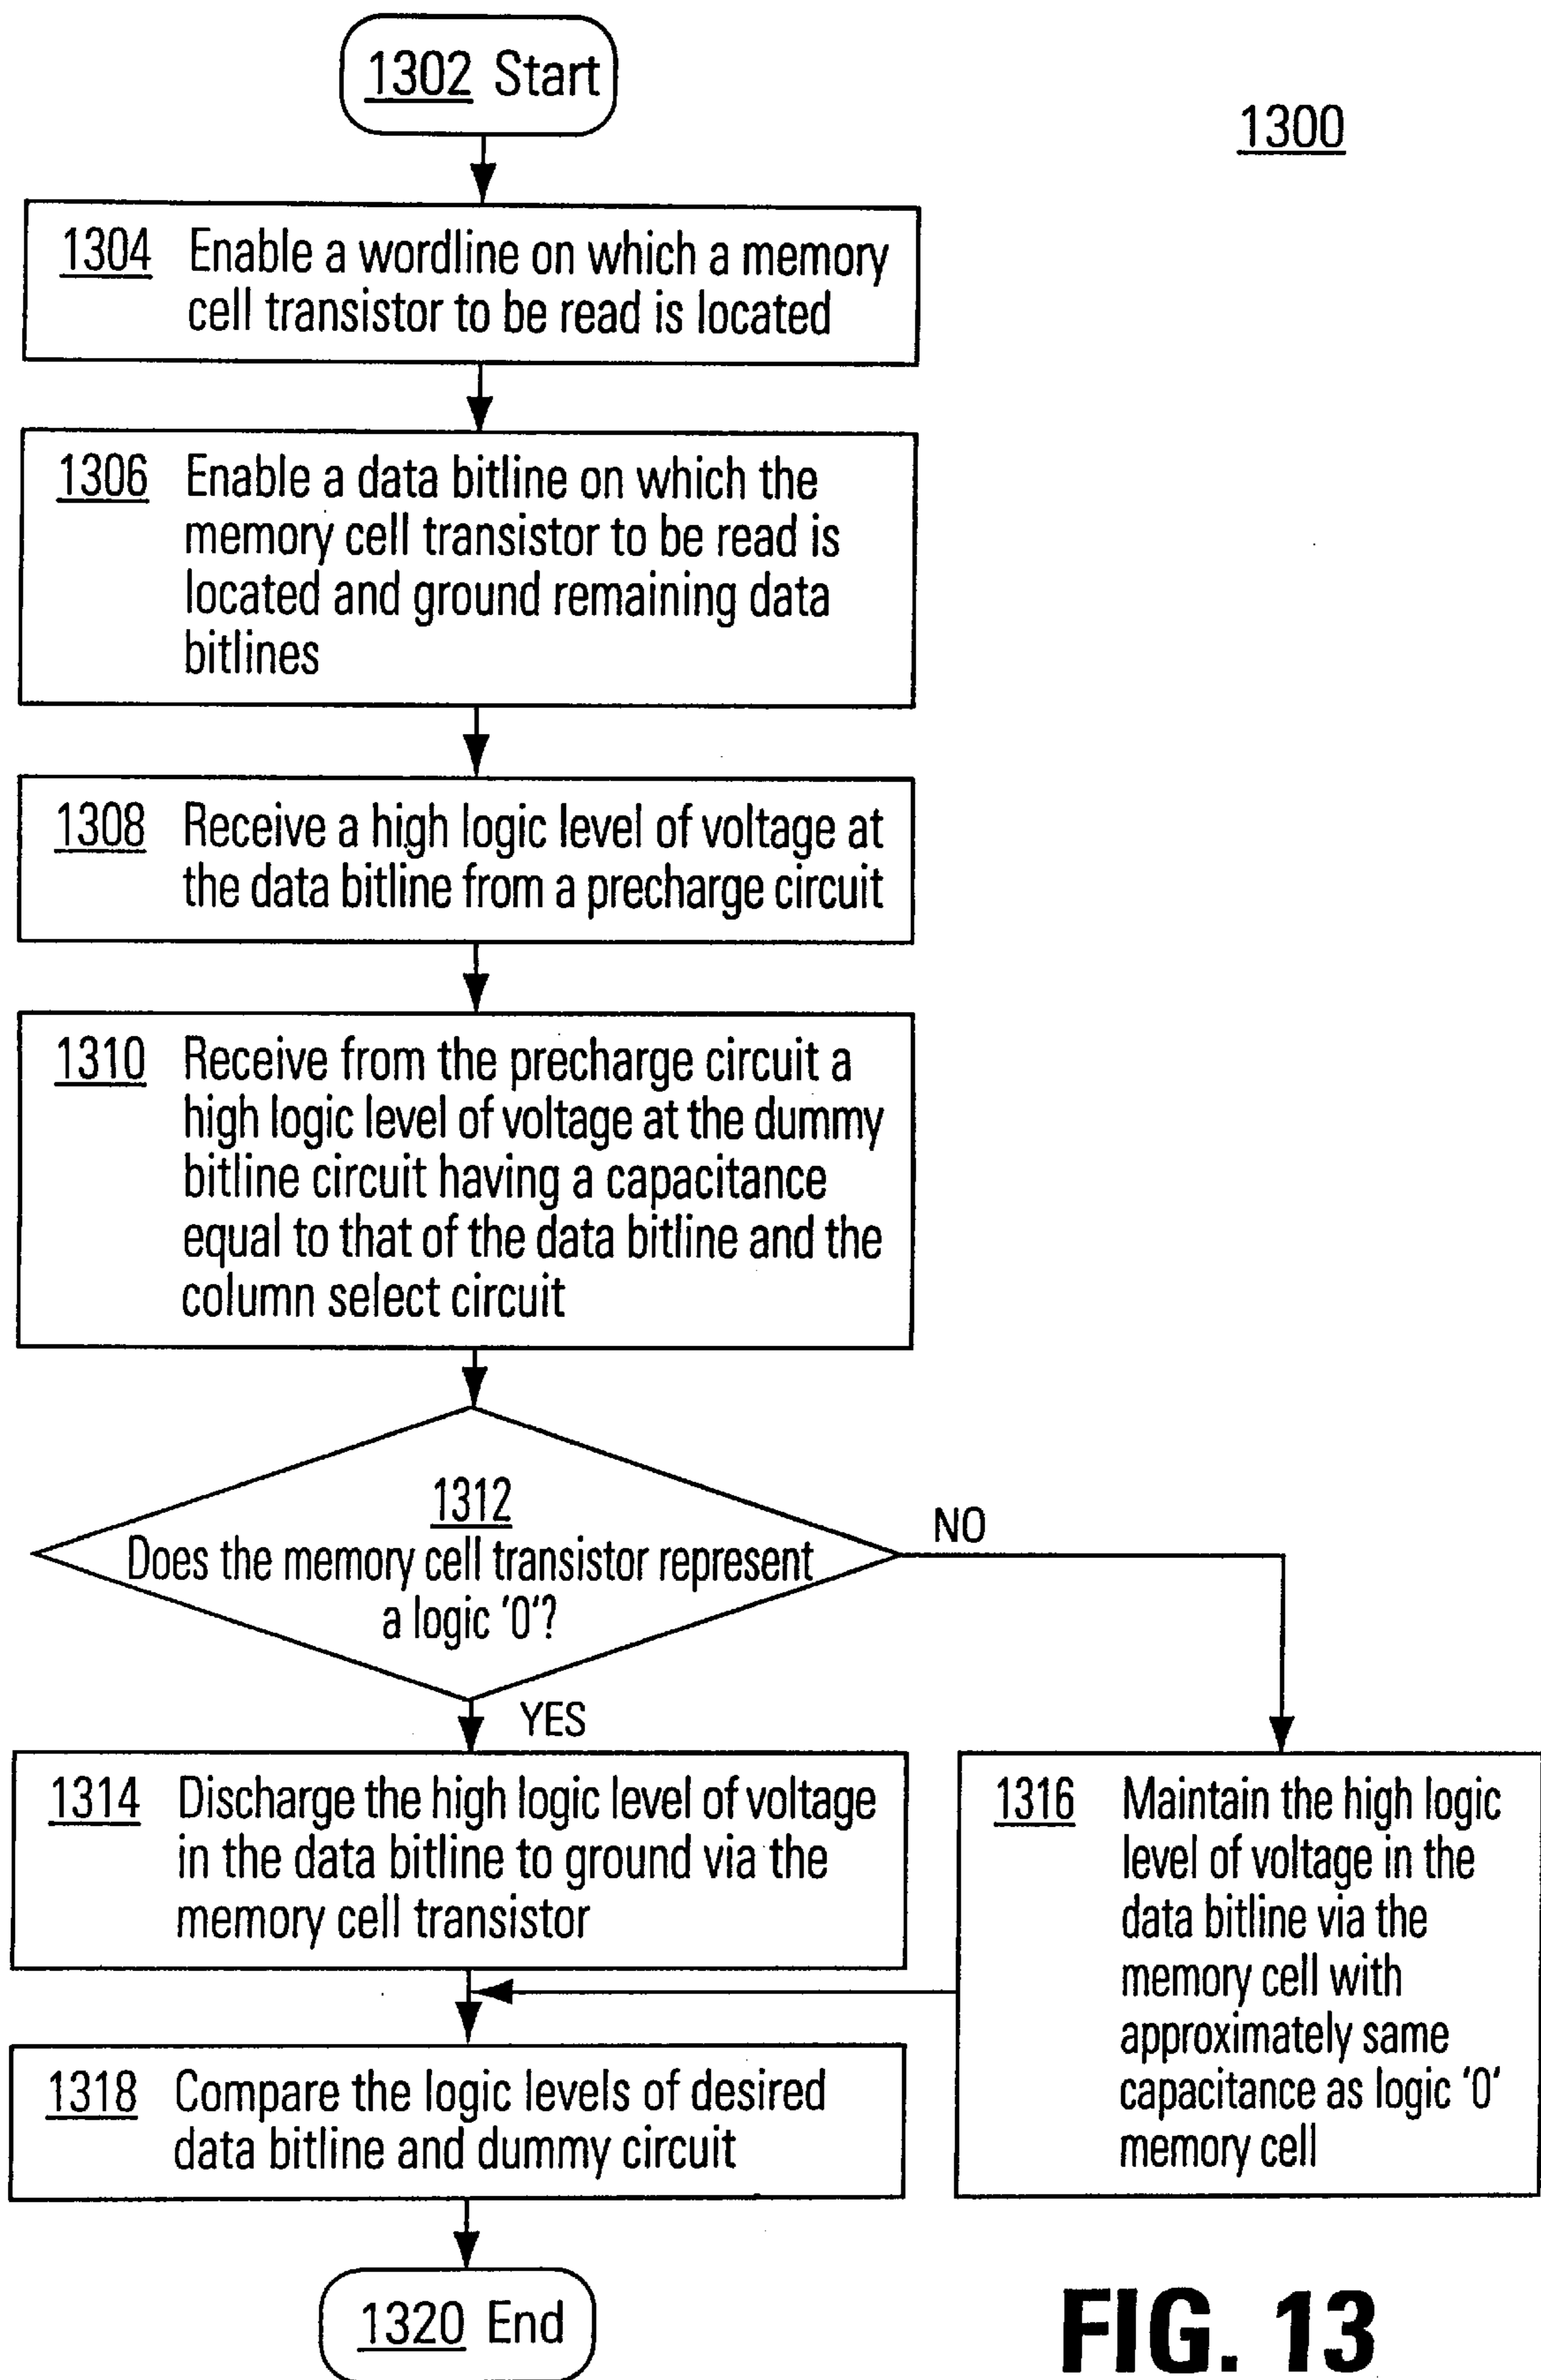 1302 Start
1300
1304 Enable a wordline on which a memory
cell transistor to be read is located
1306 Enable a data bitline on which the
memory cell transistor to be read is
located and ground remaining data
bitlines
1308 Receive a high logic level of voltage at
the data bitline from a precharge circuit
1310 Receive from the precharge circuit a
high logic level of voltage at the dummy
bitline circuit having a capacitance
equal to that of the data bitline and the
column select circuit
1312
Does the memory cell transistor represent
a logic '0'?
NO
YES
1314 Discharge the high logic level of voltage
in the data bitline to ground via the
memory cell transistor
1316 Maintain the high logic
level of voltage in the
data bitline via the
memory cell with
approximately same
capacitance as logic '0'
memory cell
1318 Compare the logic levels of desired
data bitline and dummy circuit
1320 End
FIG. 13